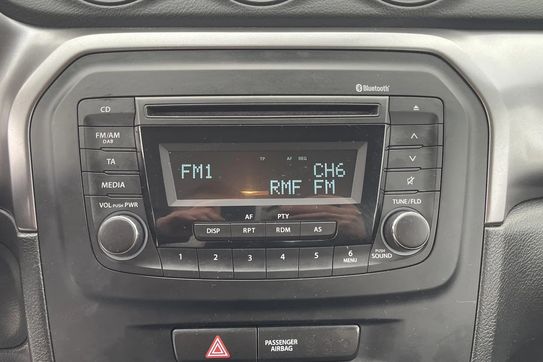 Bluetooth
CD
FM/AM
DAB
TA
MEDIA
VOL PUSH PWR
TP AF REG
FM1 CH6
RMF FM
TUNE/FLD
AF PTY
DISP RPT RDM AS
1 2 3 4 5 6
MENU
PUSH
SOUND
PASSENGER
AIRBAG